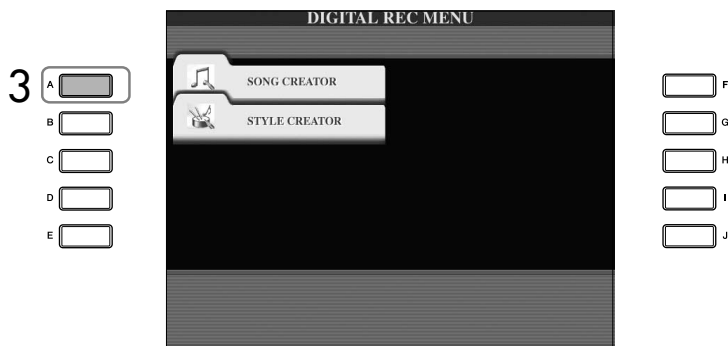 DIGITAL REC MENU
3
A
SONG CREATOR
F
B
STYLE CREATOR
G
C
H
D
I
E
J